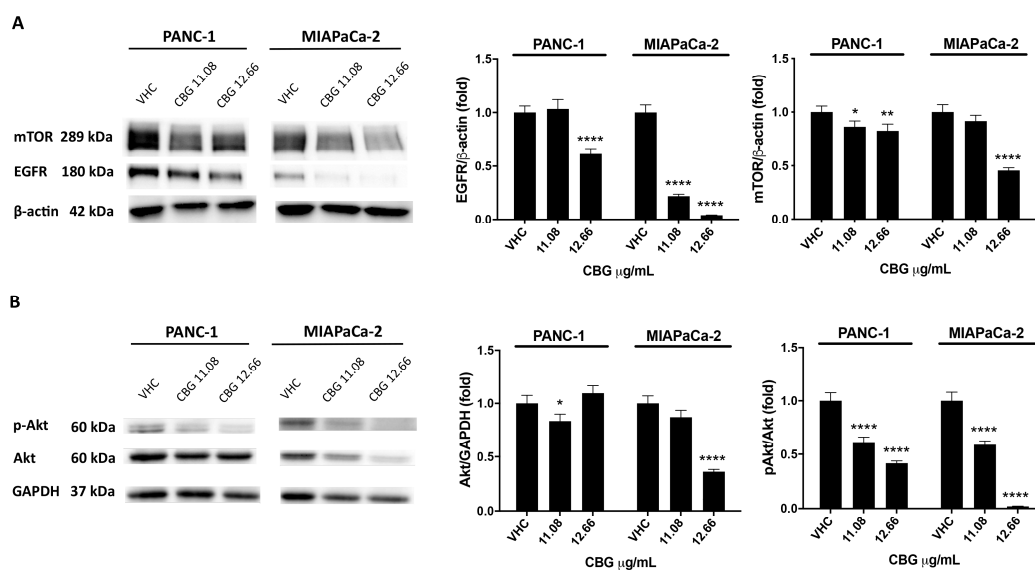 A
PANC-1 MIAPaCa-2
VHC CBG 11.08 CBG 12.66 VHC CBG 11.08 CBG 12.66
mTOR 289 kDa
EGFR 180 kDa
β-actin 42 kDa
PANC-1 MIAPaCa-2
EGFR/β-actin (fold)
1.5
1.0
0.5
0.0
**** **** ****
VHC 11.08 12.66 VHC 11.08 12.66
CBG μg/mL
PANC-1 MIAPaCa-2
mTOR/β-actin (fold)
1.5
1.0
0.5
0.0
* ** ****
VHC 11.08 12.66 VHC 11.08 12.66
CBG μg/mL
B
PANC-1 MIAPaCa-2
VHC CBG 11.08 CBG 12.66 VHC CBG 11.08 CBG 12.66
p-Akt 60 kDa
Akt 60 kDa
GAPDH 37 kDa
PANC-1 MIAPaCa-2
Akt/GAPDH (fold)
1.5
1.0
0.5
0.0
* ****
VHC 11.08 12.66 VHC 11.08 12.66
CBG μg/mL
PANC-1 MIAPaCa-2
pAkt/Akt (fold)
1.5
1.0
0.5
0.0
**** **** **** ****
VHC 11.08 12.66 VHC 11.08 12.66
CBG μg/mL